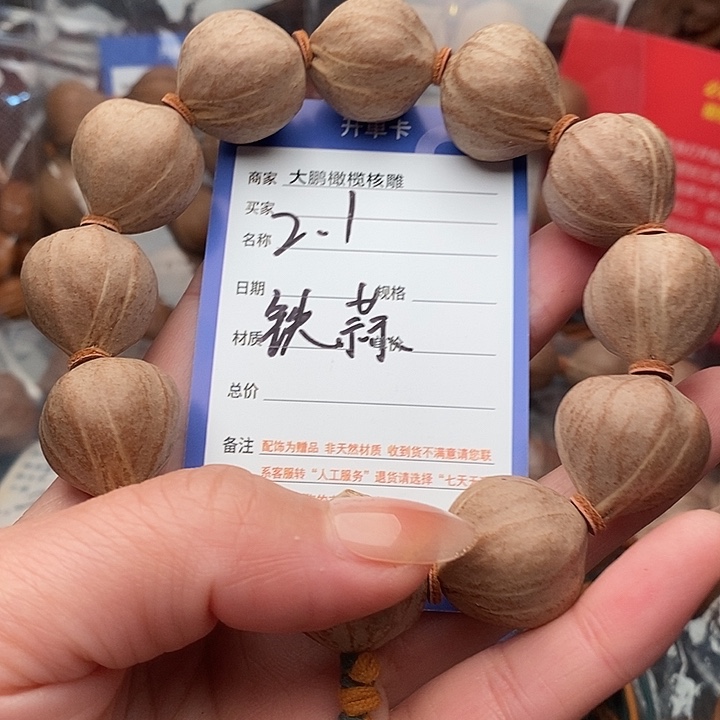 开单卡
商家 大鹏橄榄核雕
买家
名称 2.1
日期 规格
材质 铁蒜 单价
总价
备注 配饰为赠品 非天然材质 收到货不满意请您联
系客服转“人工服务”退货请选择“七天无